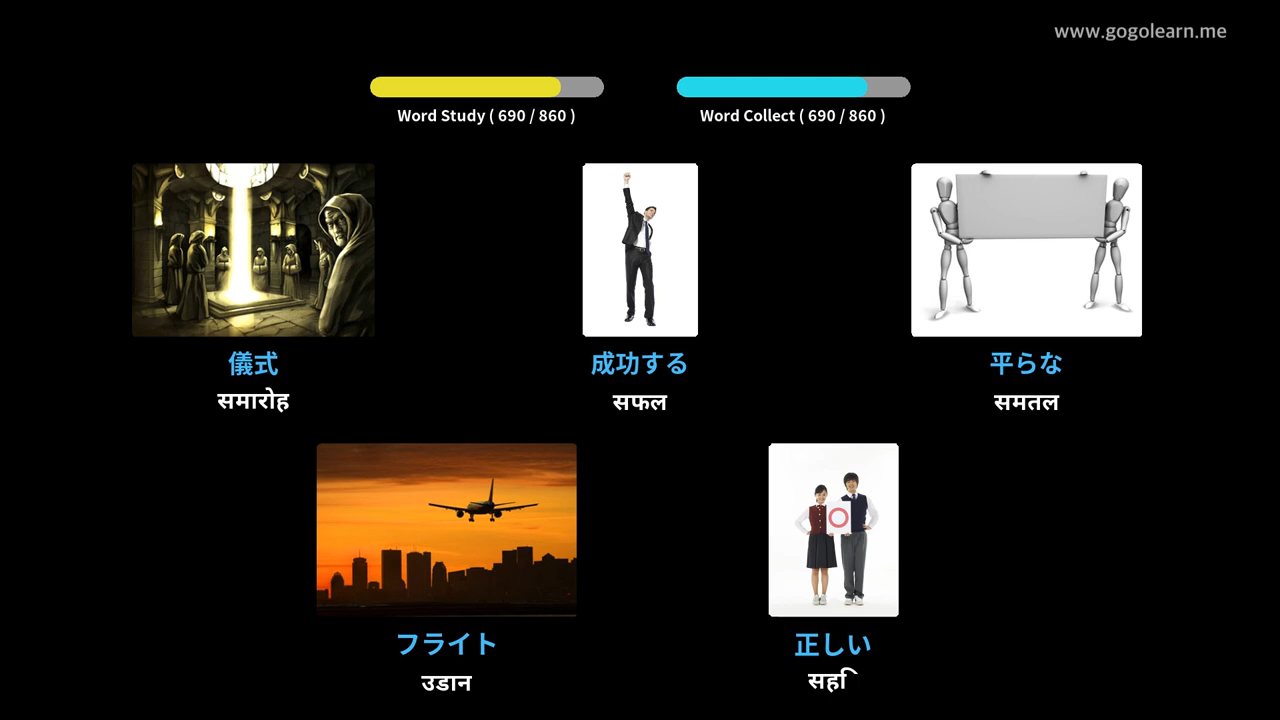 www.gogolearn.me
Word Study ( 690 / 860 )
Word Collect ( 690 / 860 )
儀式
समारोह
成功する
सफल
平らな
समतल
フライト
उडान
正しい
सहि